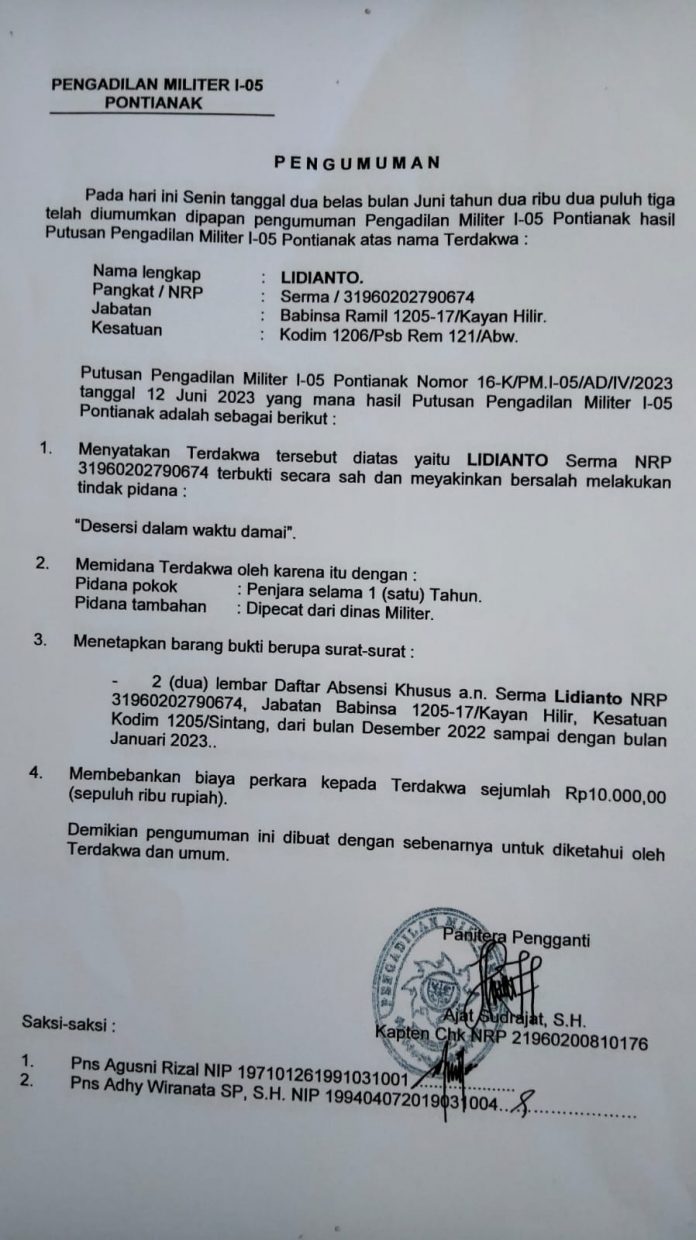 PENGADILAN MILITER I-05
PONTIANAK
PENGUMUMAN
Pada hari ini Senin tanggal dua belas bulan Juni tahun dua ribu dua puluh tiga
telah diumumkan dipapan pengumuman Pengadilan Militer I-05 Pontianak hasil
Putusan Pengadilan Militer I-05 Pontianak atas nama Terdakwa :
Nama lengkap : LIDIANTO.
Pangkat / NRP : Serma / 31960202790674
Jabatan : Babinsa Ramil 1205-17/Kayan Hilir.
Kesatuan : Kodim 1206/Psb Rem 121/Abw.
Putusan Pengadilan Militer I-05 Pontianak Nomor 16-K/PM.I-05/AD/IV/2023
tanggal 12 Juni 2023 yang mana hasil Putusan Pengadilan Militer I-05
Pontianak adalah sebagai berikut :
1. Menyatakan Terdakwa tersebut diatas yaitu LIDIANTO Serma NRP
31960202790674 terbukti secara sah dan meyakinkan bersalah melakukan
tindak pidana :
"Desersi dalam waktu damai".
2. Memidana Terdakwa oleh karena itu dengan :
Pidana pokok : Penjara selama 1 (satu) Tahun.
Pidana tambahan : Dipecat dari dinas Militer.
3. Menetapkan barang bukti berupa surat-surat :
- 2 (dua) lembar Daftar Absensi Khusus a.n. Serma Lidianto NRP
31960202790674, Jabatan Babinsa 1205-17/Kayan Hilir, Kesatuan
Kodim 1205/Sintang, dari bulan Desember 2022 sampai dengan bulan
Januari 2023..
4. Membebankan biaya perkara kepada Terdakwa sejumlah Rp10.000,00
(sepuluh ribu rupiah).
Demikian pengumuman ini dibuat dengan sebenarnya untuk diketahui oleh
Terdakwa dan umum.
Panitera Pengganti
PENGADILAN MILITER
Ajat Sudrajat, S.H.
Kapten Chk NRP 21960200810176
Saksi-saksi :
1. Pns Agusni Rizal NIP 197101261991031001
2. Pns Adhy Wiranata SP, S.H. NIP 199404072019031004